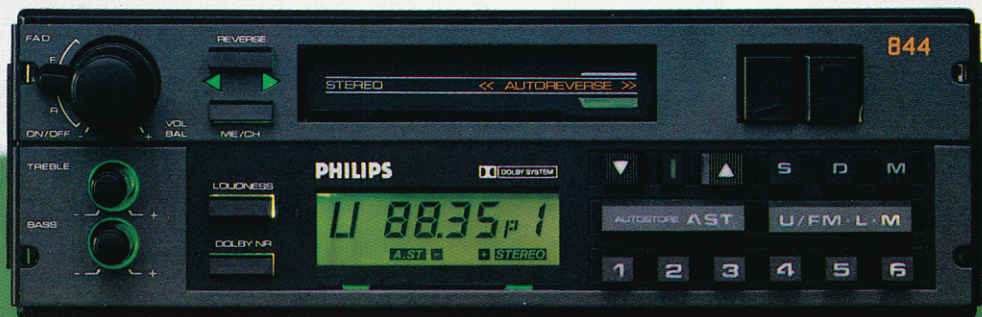 FAD
REVERSE
844
F
STEREO << AUTOREVERSE >>
R
VOL
ON/OFF - + BAL
ME/CH
TREBLE
PHILIPS DOLBY SYSTEM
S D M
LOUDNESS
- +
U 88.35 P1
AUTOSTORE AST U/FM-L-M
BASS
DOLBY NR
A.ST - + STEREO
- +
1 2 3 4 5 6